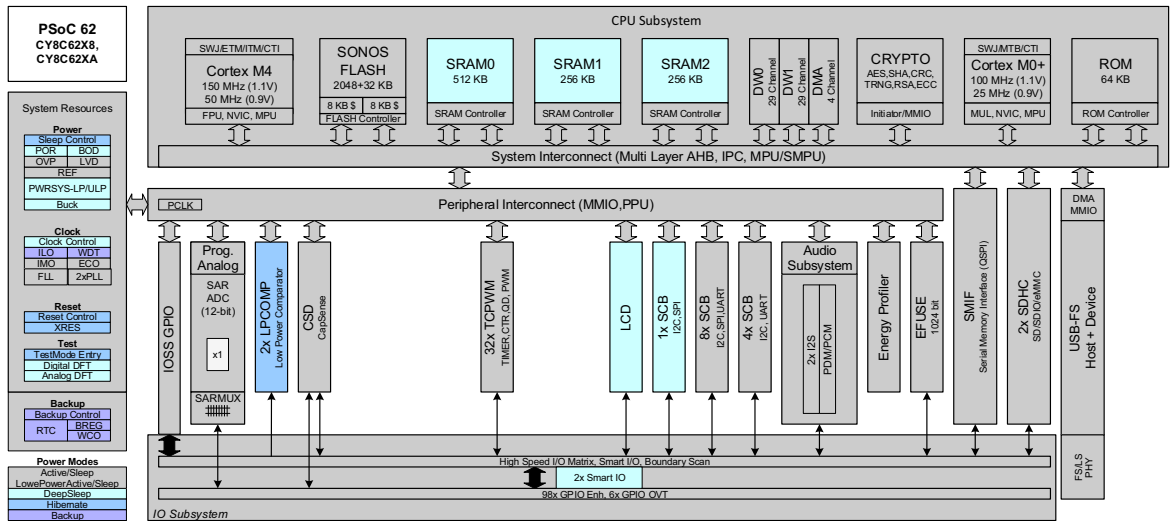 PSoC 62
CY8C62X8,
CY8C62XA
System Resources
Power
Sleep Control
POR
BOD
OVP
LVD
REF
PWRSYS-LP/ULP
Buck
Clock
Clock Control
ILO
WDT
IMO
ECO
FLL
2xPLL
Reset
Reset Control
XRES
Test
TestMode Entry
Digital DFT
Analog DFT
Backup
Backup Control
RTC
BREG
WCO
Power Modes
Active/Sleep
LowePowerActive/Sleep
DeepSleep
Hibernate
Backup
CPU Subsystem
SWJ/ETM/ITM/CTI
Cortex M4
150 MHz (1.1V)
50 MHz (0.9V)
FPU, NVIC, MPU
SONOS
FLASH
2048+32 KB
8 KB $
8 KB $
FLASH Controller
SRAM0
512 KB
SRAM Controller
SRAM1
256 KB
SRAM Controller
SRAM2
256 KB
SRAM Controller
DW0
29 Channel
DW1
29 Channel
DMA
4 Channel
CRYPTO
AES,SHA,CRC,
TRNG,RSA,ECC
Initiator/MMIO
SWJ/MTB/CTI
Cortex M0+
100 MHz (1.1V)
25 MHz (0.9V)
MUL, NVIC, MPU
ROM
64 KB
ROM Controller
System Interconnect (Multi Layer AHB, IPC, MPU/SMPU)
PCLK
Peripheral Interconnect (MMIO,PPU)
IOSS GPIO
Prog.
Analog
SAR
ADC
(12-bit)
x1
SARMUX
2x LPCOMP
Low Power Comparator
CSD
CapSense
32x TCPWM
TIMER,CTR,QD, PWM
LCD
1x SCB
I2C,SPI
8x SCB
I2C,SPI,UART
4x SCB
I2C, UART
Audio
Subsystem
2x I2S
PDM/PCM
Energy Profiler
EFUSE
1024 bit
SMIF
Serial Memory Interface (QSPI)
2x SDHC
SD/SDIO/eMMC
DMA
MMIO
USB-FS
Host + Device
FS/LS
PHY
High Speed I/O Matrix, Smart I/O, Boundary Scan
2x Smart IO
98x GPIO Enh, 6x GPIO OVT
IO Subsystem